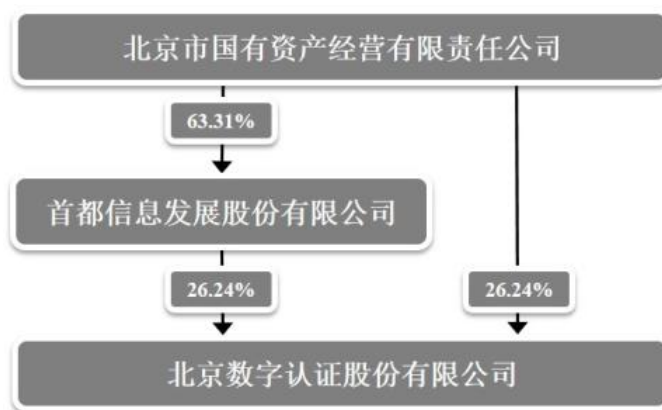 北京市国有资产经营有限责任公司
63.31%
首都信息发展股份有限公司
26.24%
26.24%
北京数字认证股份有限公司